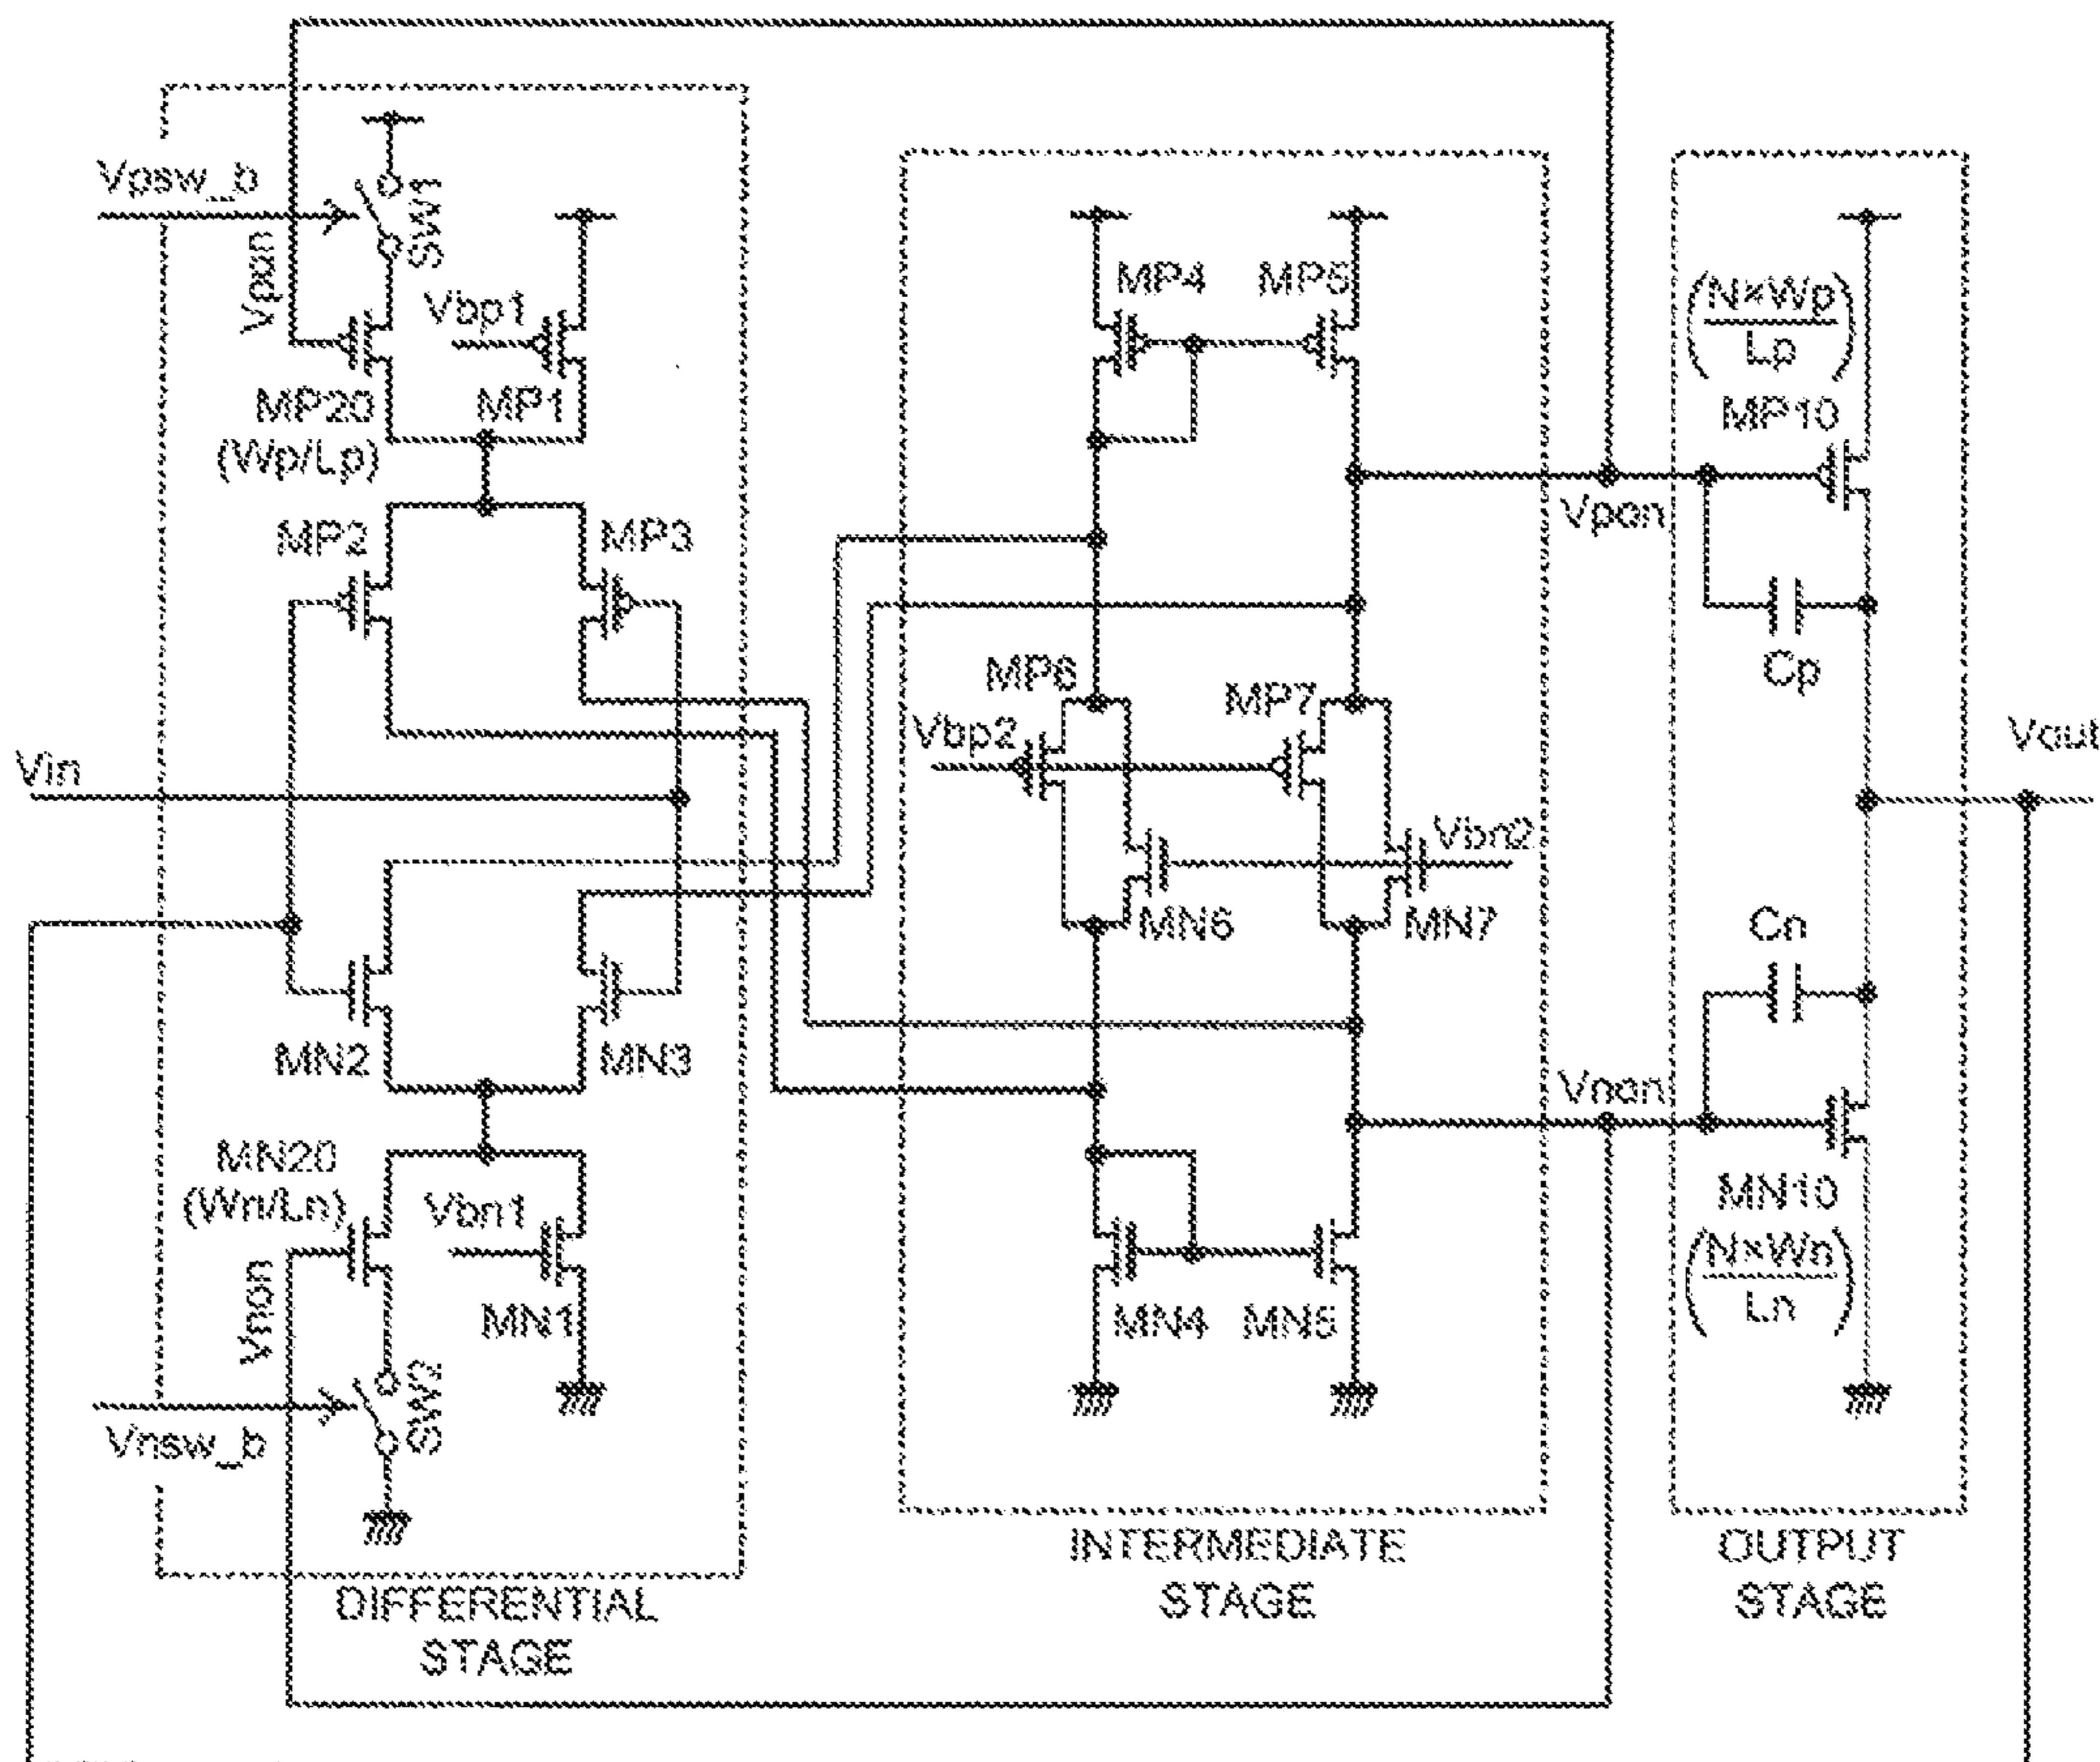 Vpsw_b
SW1
Vpon
Vbp1
MP20
(Wp/Lp)
MP1
MP2
MP3
Vin
MN2
MN3
MN20
(Wn/Ln)
Vbn1
MN1
Vnon
SW2
Vnsw_b
DIFFERENTIAL
STAGE
MP4
MP5
MP6
MP7
Vbp2
Vbn2
MN6
MN7
MN4
MN5
INTERMEDIATE
STAGE
Vpon
Vnon
(N×Wp/Lp)
MP10
Cp
Vout
Cn
MN10
(N×Wn/Ln)
OUTPUT
STAGE